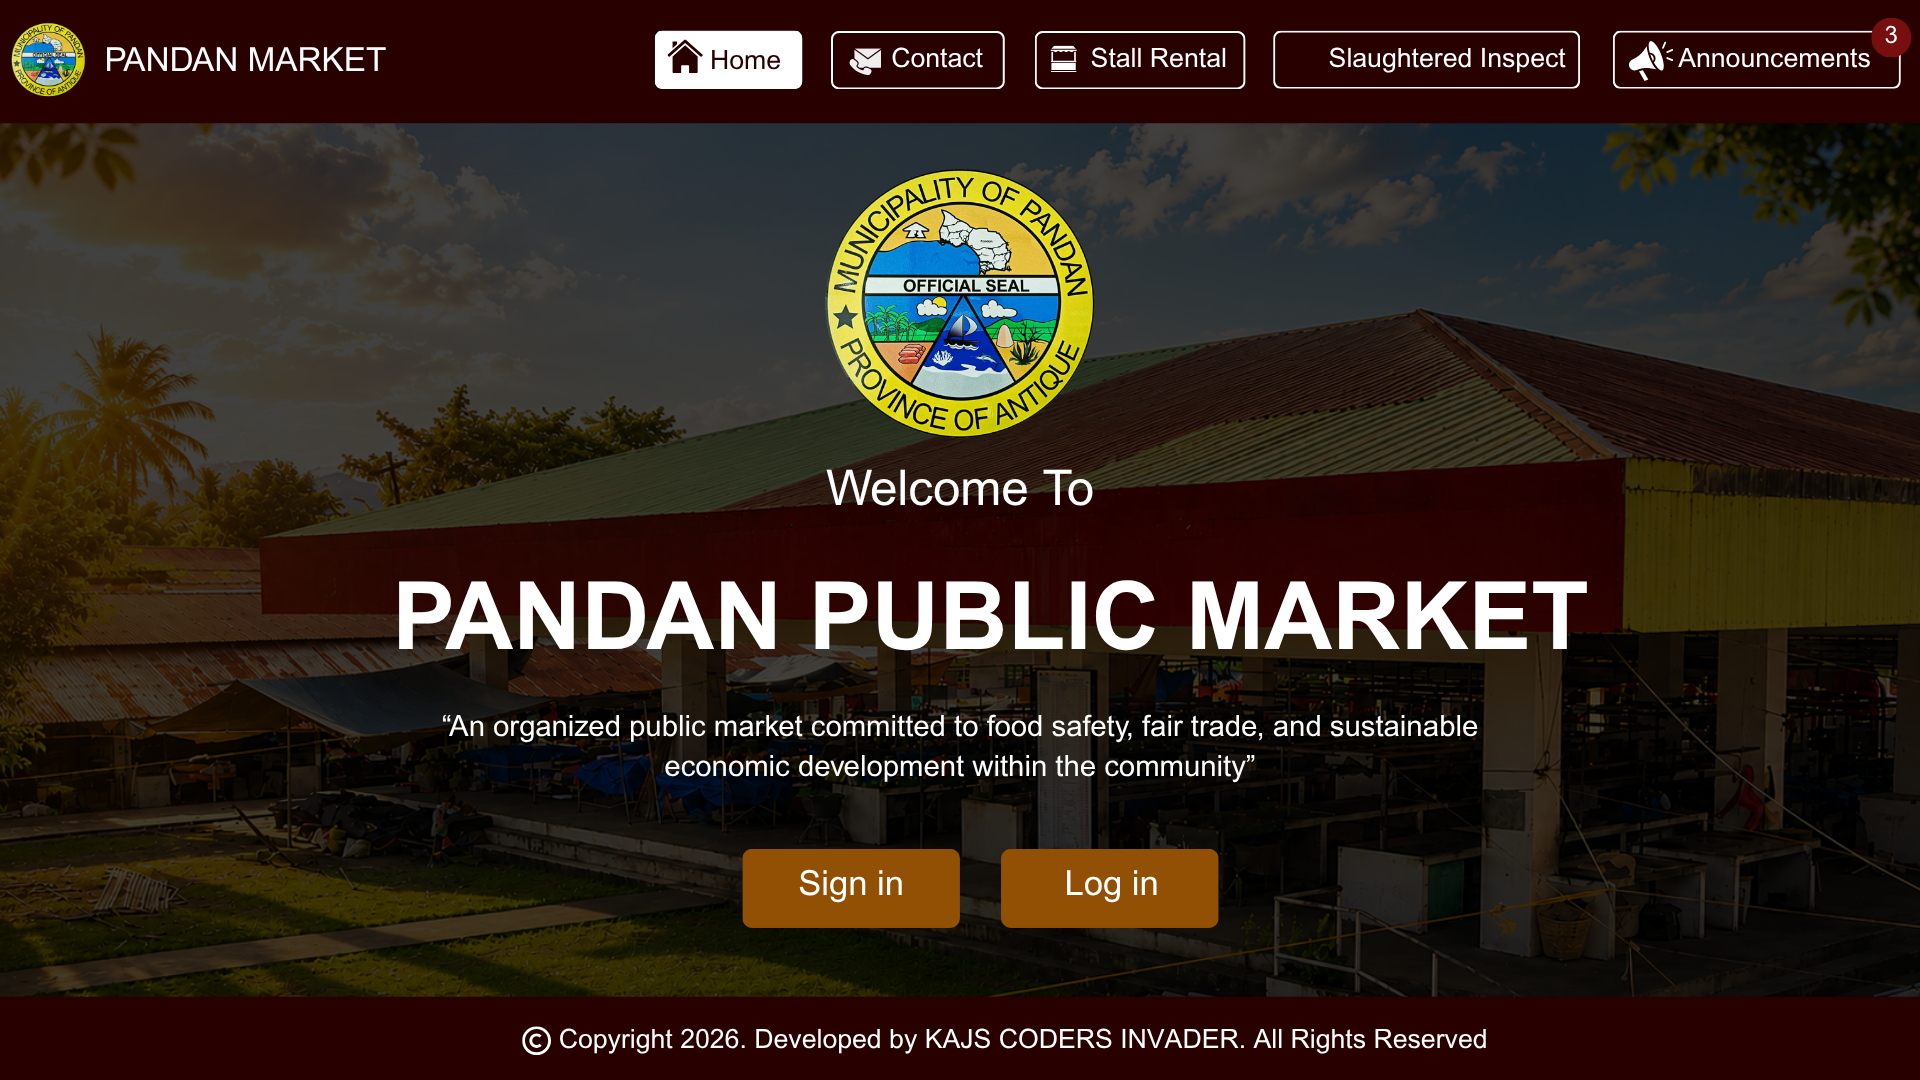 PANDAN MARKET
Home
Contact
Stall Rental
Slaughtered Inspect
Announcements
3
MUNICIPALITY OF PANDAN
OFFICIAL SEAL
PROVINCE OF ANTIQUE
Welcome To
PANDAN PUBLIC MARKET
“An organized public market committed to food safety, fair trade, and sustainable
economic development within the community”
Sign in
Log in
© Copyright 2026. Developed by KAJS CODERS INVADER. All Rights Reserved